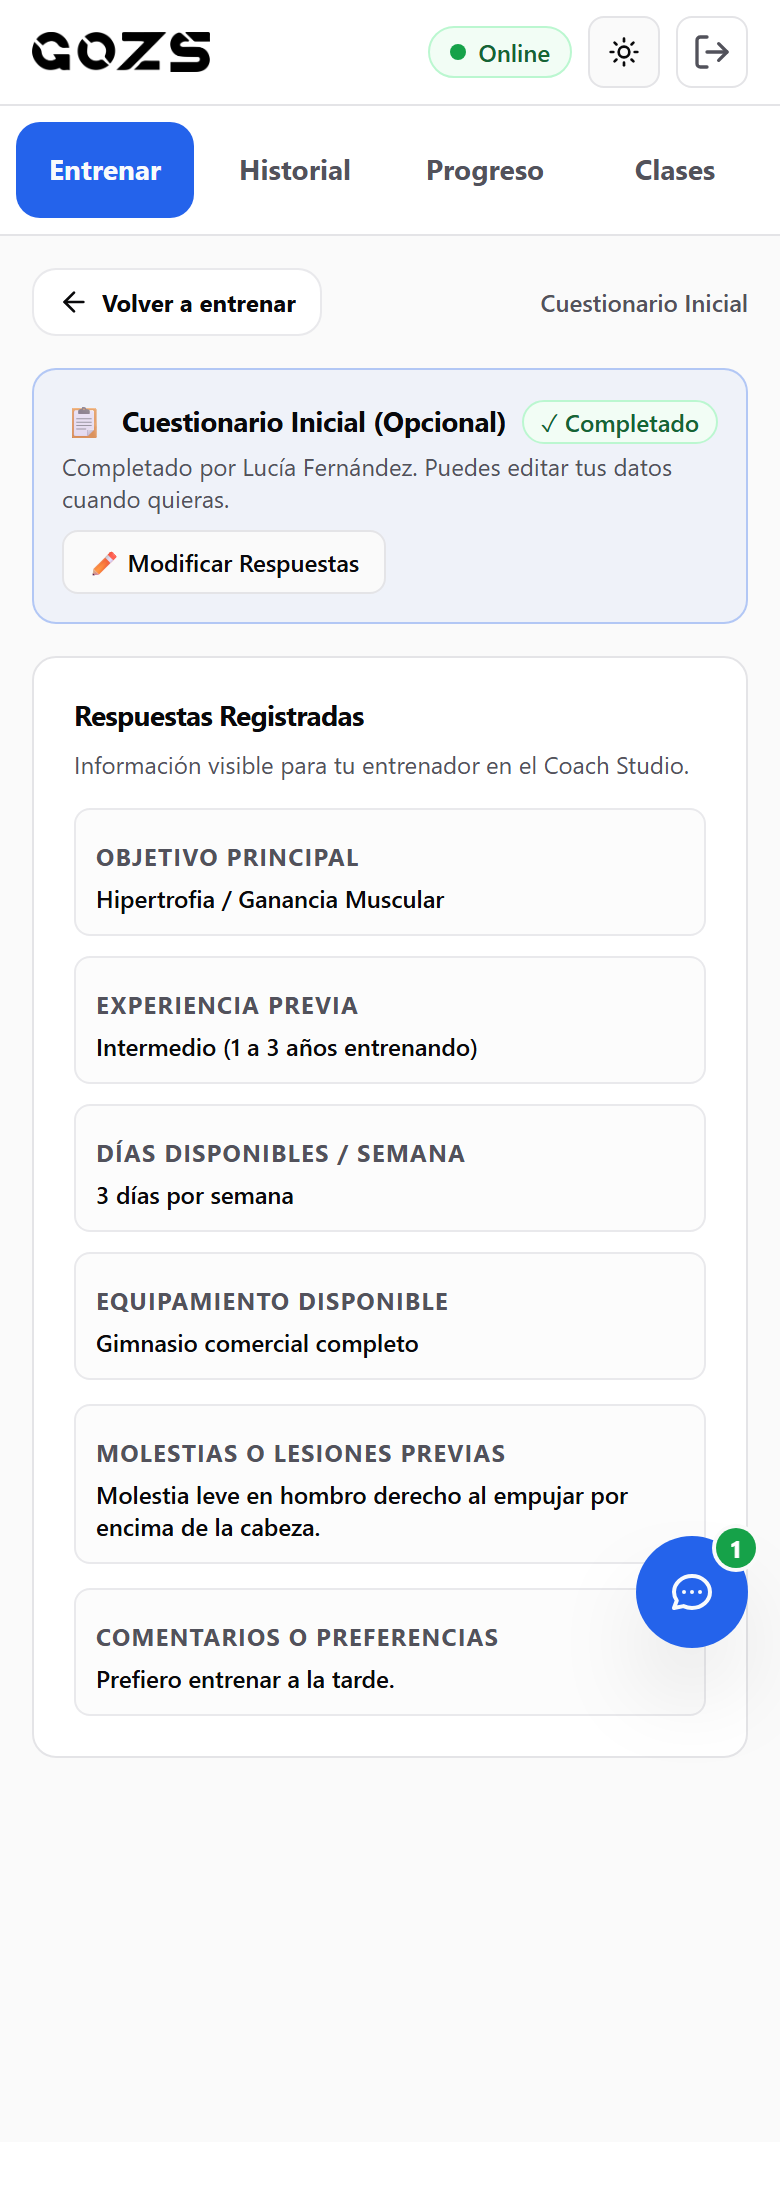 GOZS
Online
Entrenar
Historial
Progreso
Clases
Volver a entrenar
Cuestionario Inicial
Cuestionario Inicial (Opcional)
✓ Completado
Completado por Lucía Fernández. Puedes editar tus datos
cuando quieras.
Modificar Respuestas
Respuestas Registradas
Información visible para tu entrenador en el Coach Studio.
OBJETIVO PRINCIPAL
Hipertrofia / Ganancia Muscular
EXPERIENCIA PREVIA
Intermedio (1 a 3 años entrenando)
DÍAS DISPONIBLES / SEMANA
3 días por semana
EQUIPAMIENTO DISPONIBLE
Gimnasio comercial completo
MOLESTIAS O LESIONES PREVIAS
Molestia leve en hombro derecho al empujar por
encima de la cabeza.
1
COMENTARIOS O PREFERENCIAS
Prefiero entrenar a la tarde.